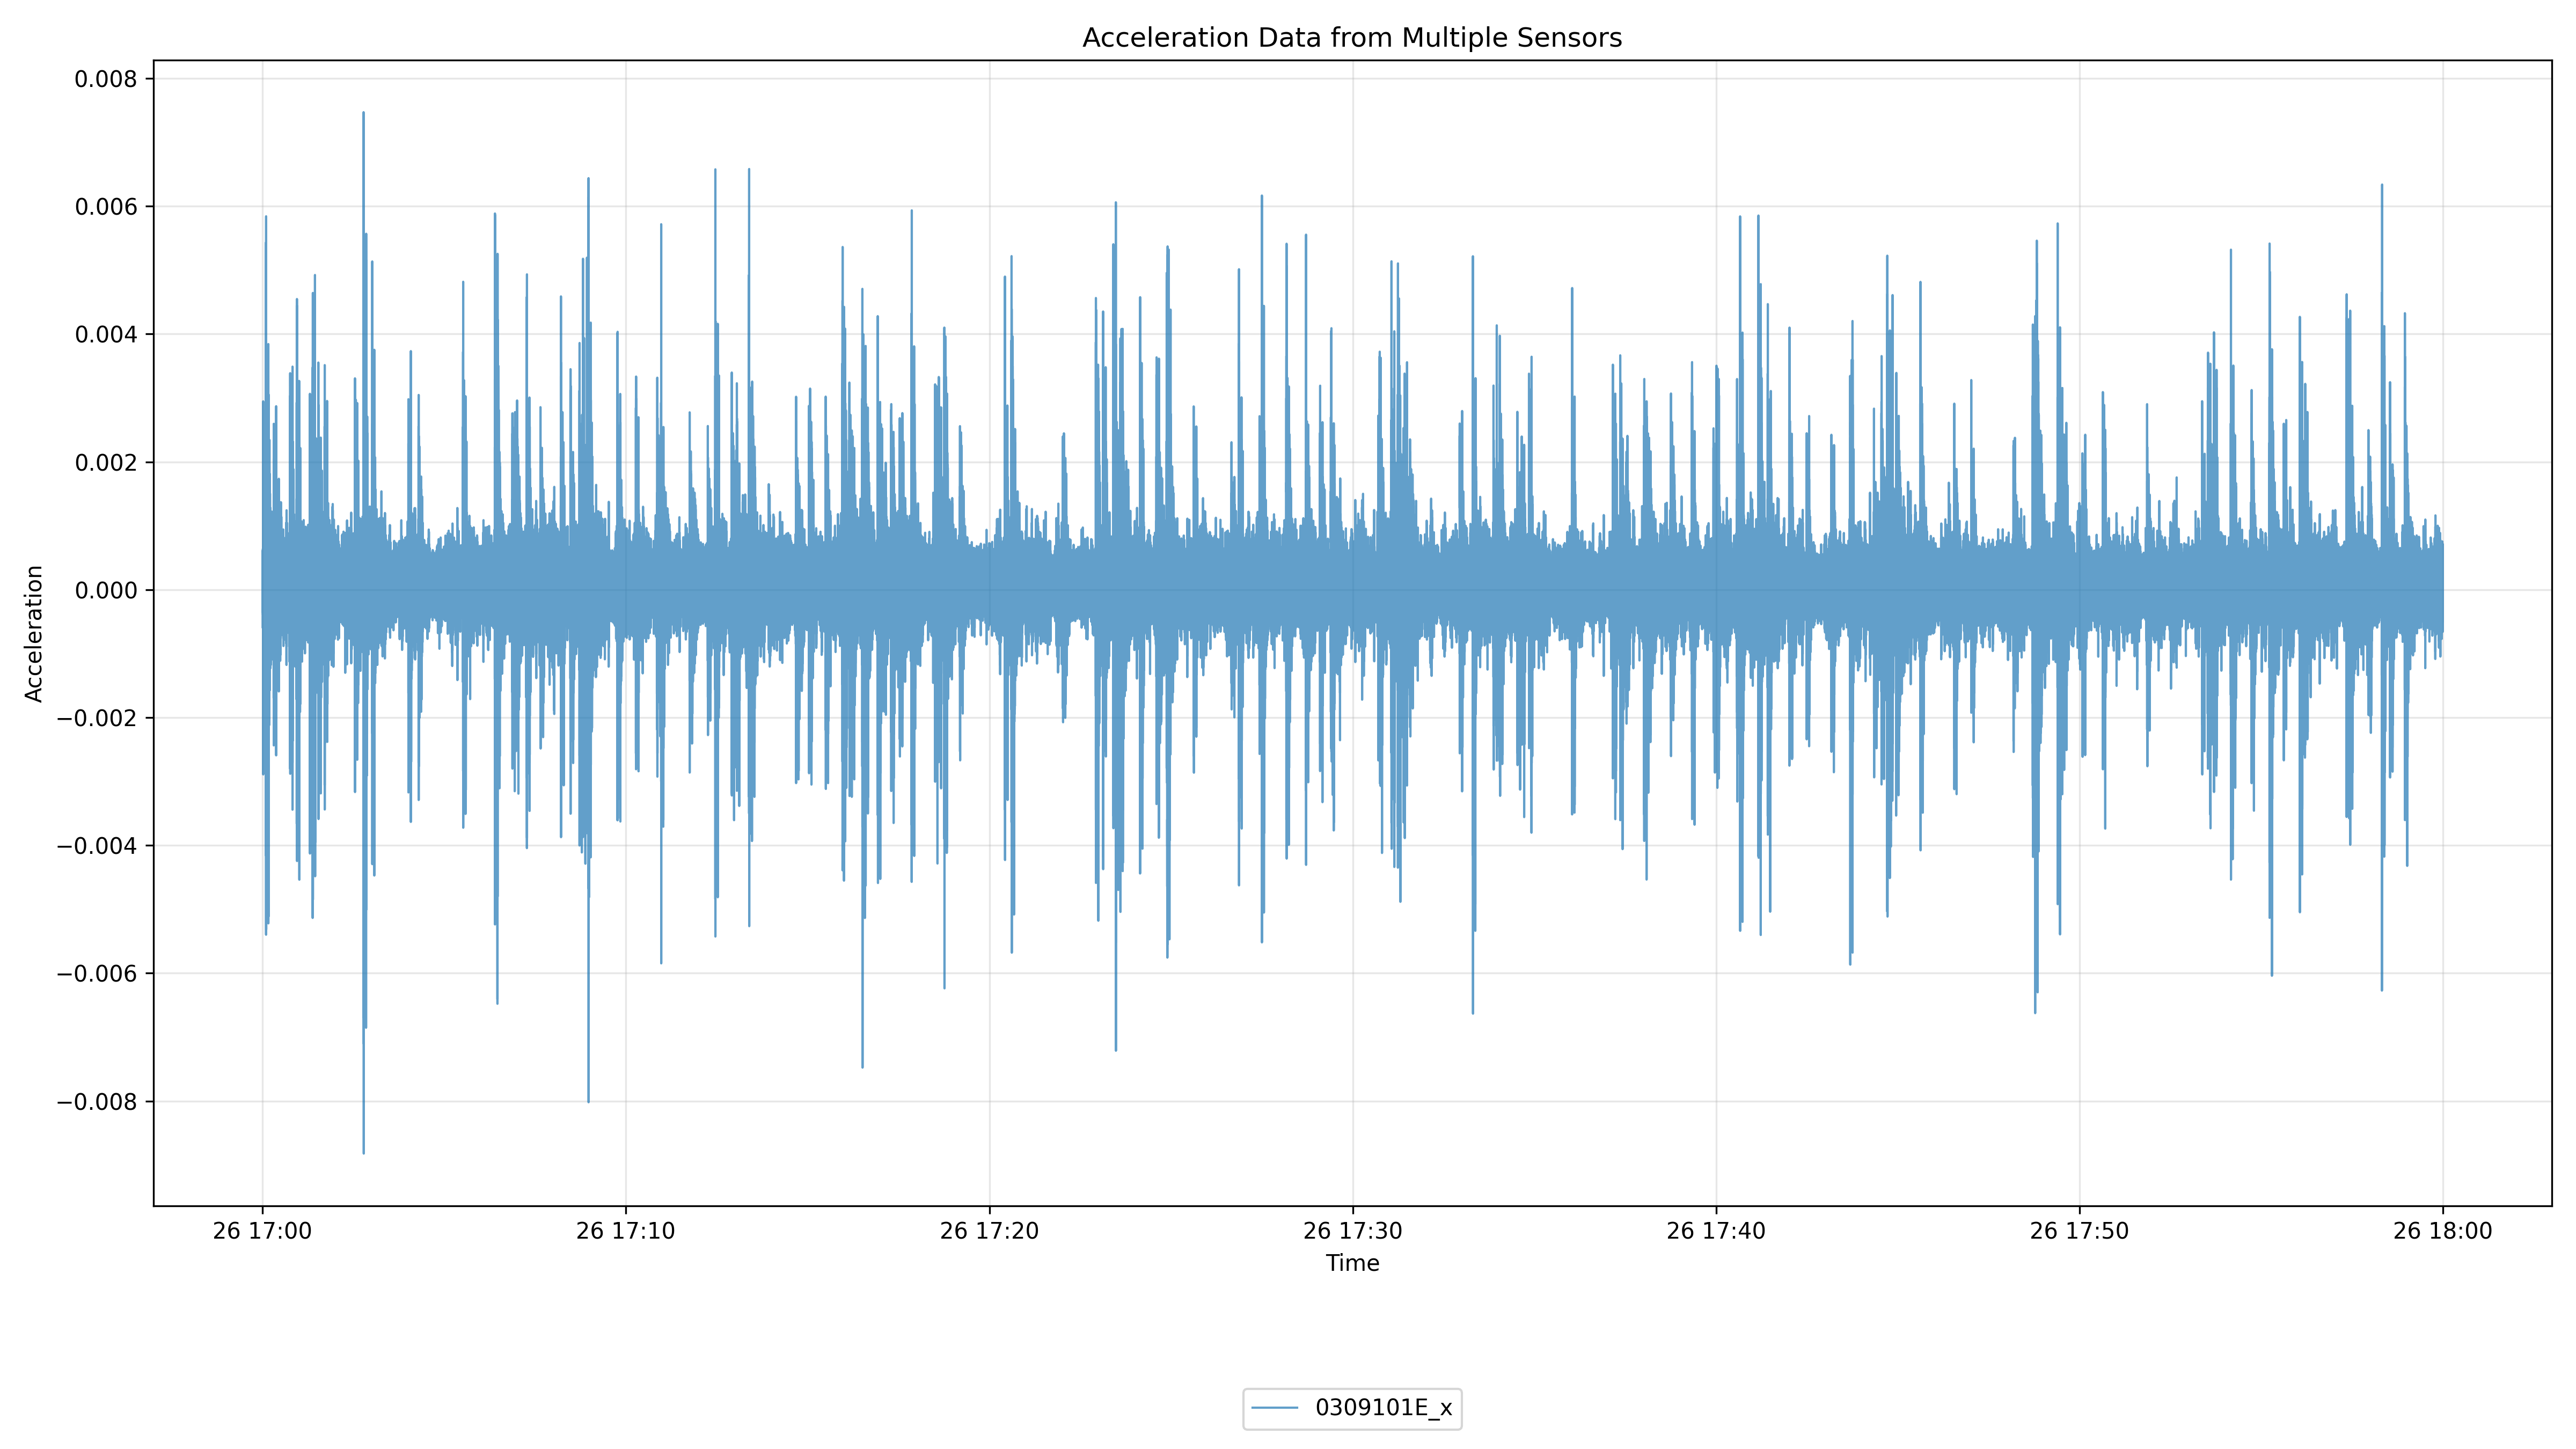 Acceleration Data from Multiple Sensors
0.008
0.006
0.004
0.002
0.000
−0.002
−0.004
−0.006
−0.008
Acceleration
26 17:00 26 17:10 26 17:20 26 17:30 26 17:40 26 17:50 26 18:00
Time
0309101E_x